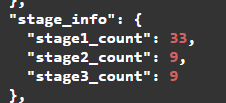 },
"stage_info": {
"stage1_count": 33,
"stage2_count": 9,
"stage3_count": 9
},